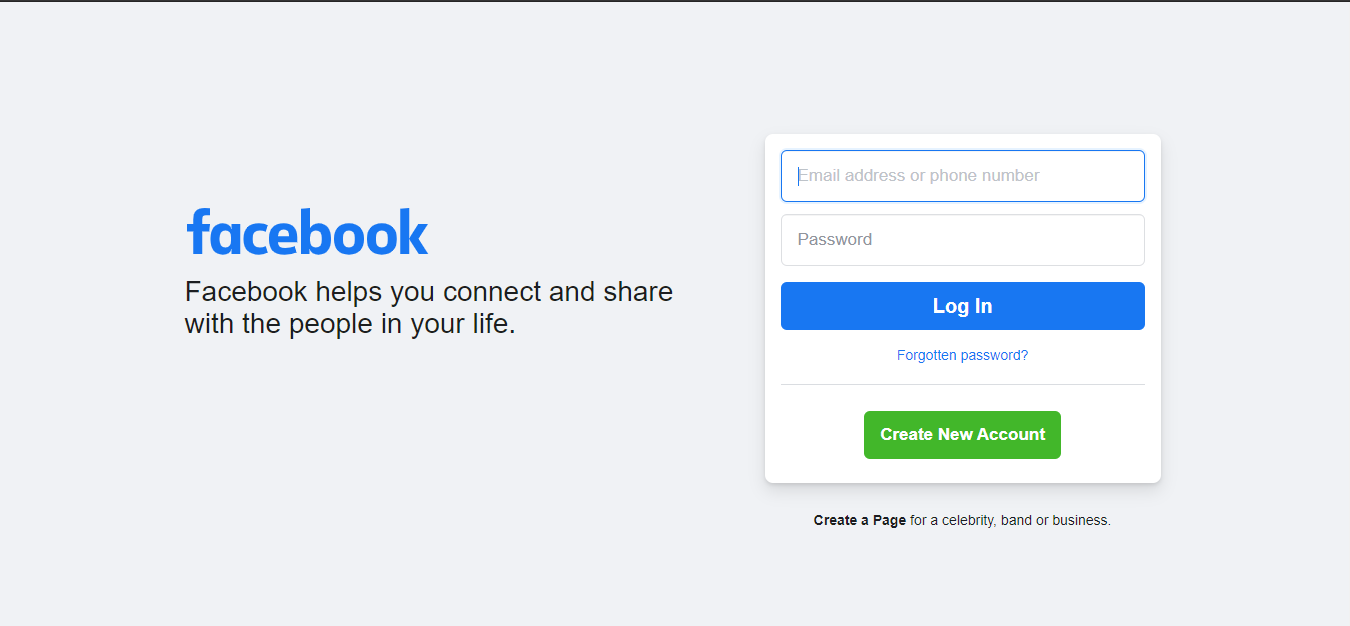 facebook
Facebook helps you connect and share
with the people in your life.
Email address or phone number
Password
Log In
Forgotten password?
Create New Account
Create a Page for a celebrity, band or business.